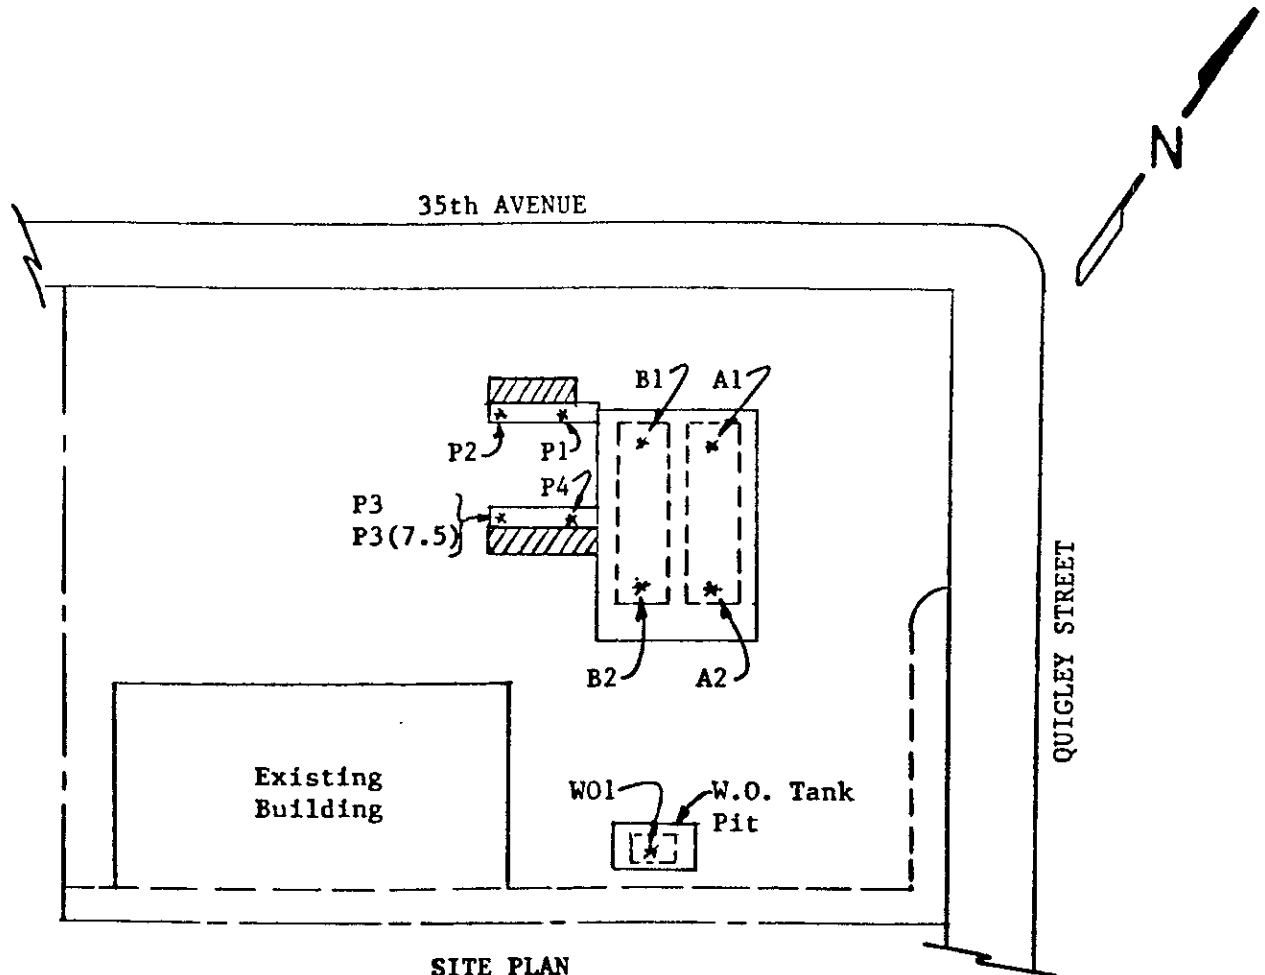 N
35th AVENUE
B1
A1
P2
P1
P4
P3
P3(7.5)
B2
A2
QUIGLEY STREET
Existing
Building
WO1
W.O. Tank
Pit
SITE PLAN